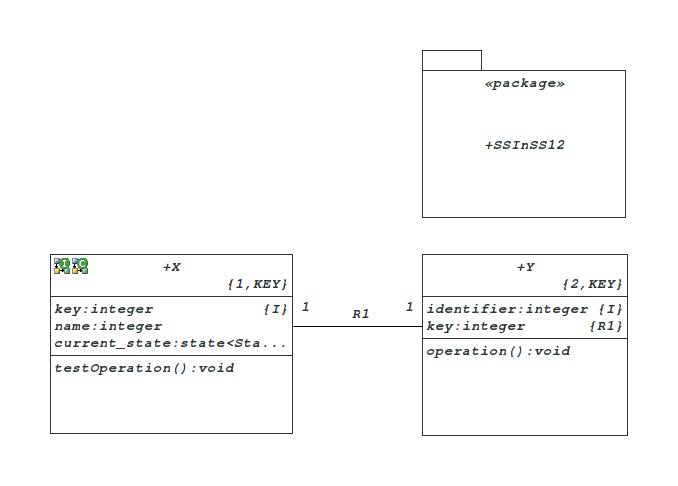 «package»
+SSInSS12
+X
{1,KEY}
key:integer {I}
name:integer
current_state:state<Sta...
testOperation():void
1 R1 1
+Y
{2,KEY}
identifier:integer {I}
key:integer {R1}
operation():void